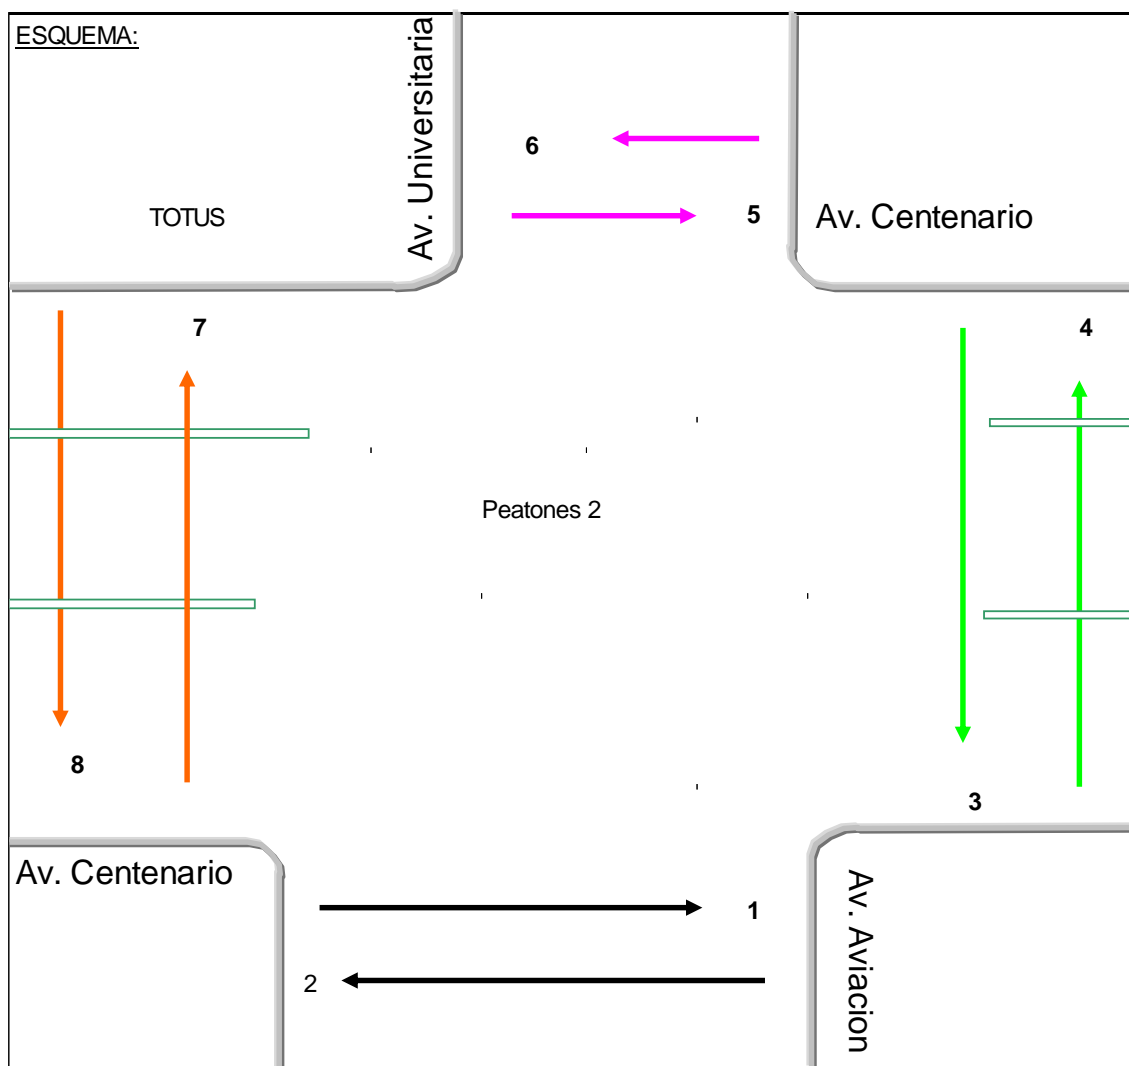 ESQUEMA:
Av. Universitaria
6
TOTUS
5
Av. Centenario
7
4
Peatones 2
8
3
Av. Centenario
1
Av. Aviacion
2